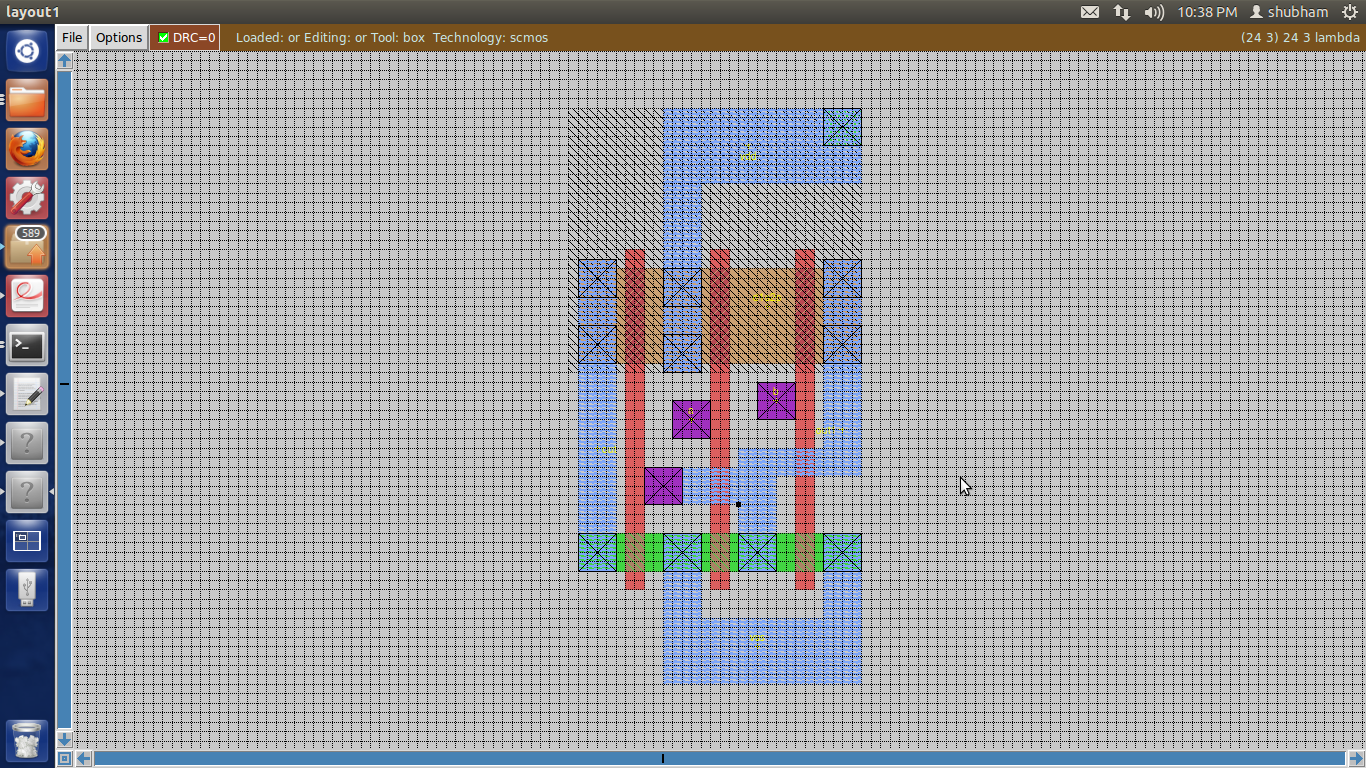 layout1
10:38 PM
shubham
File
Options
DRC=0
Loaded: or Editing: or Tool: box Technology: scmos
(24 3) 24 3 lambda
589